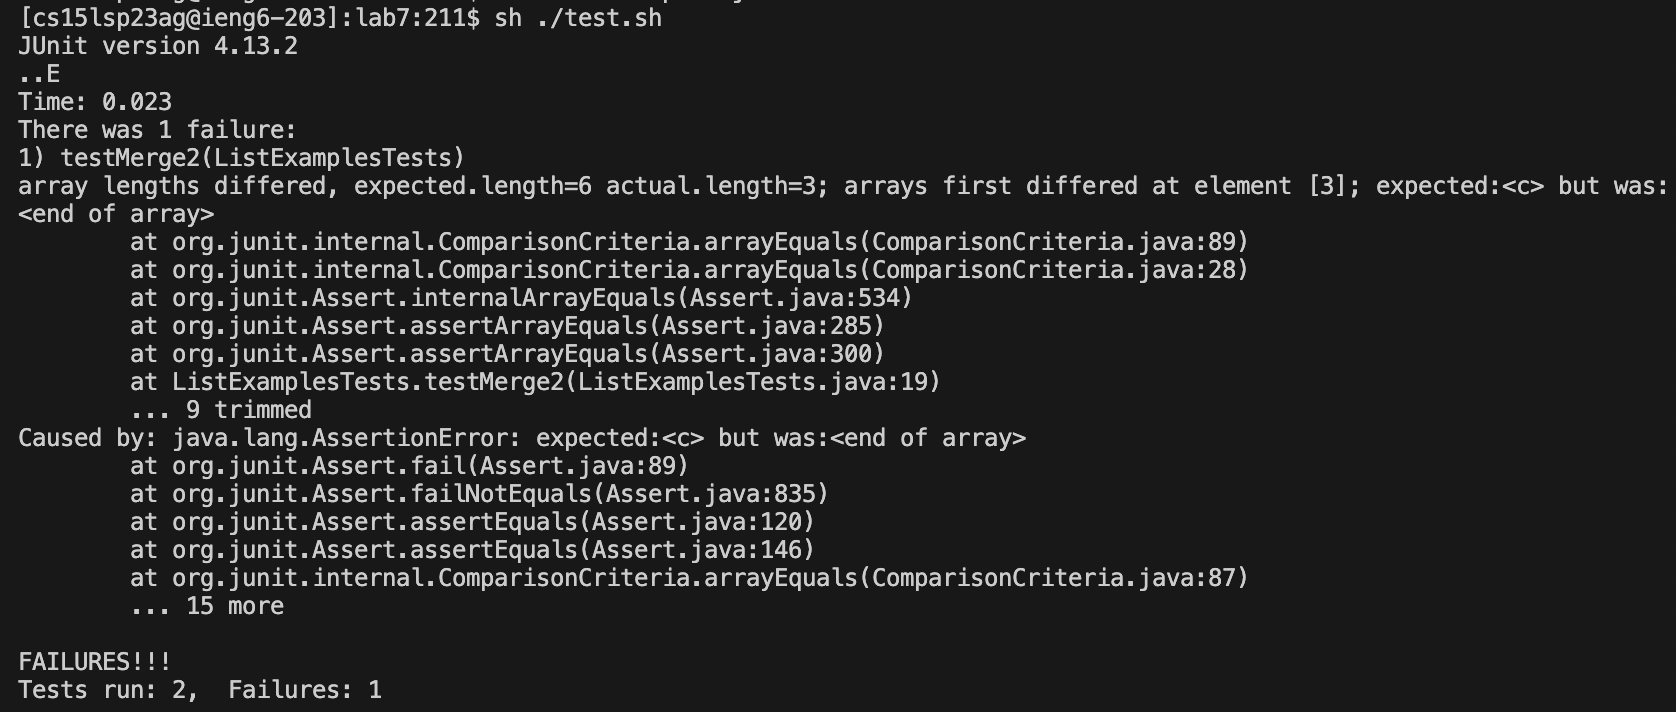 [cs15lsp23ag@ieng6-203]:lab7:211$ sh ./test.sh
JUnit version 4.13.2
..E
Time: 0.023
There was 1 failure:
1) testMerge2(ListExamplesTests)
array lengths differed, expected.length=6 actual.length=3; arrays first differed at element [3]; expected:<c> but was:
<end of array>
        at org.junit.internal.ComparisonCriteria.arrayEquals(ComparisonCriteria.java:89)
        at org.junit.internal.ComparisonCriteria.arrayEquals(ComparisonCriteria.java:28)
        at org.junit.Assert.internalArrayEquals(Assert.java:534)
        at org.junit.Assert.assertArrayEquals(Assert.java:285)
        at org.junit.Assert.assertArrayEquals(Assert.java:300)
        at ListExamplesTests.testMerge2(ListExamplesTests.java:19)
        ... 9 trimmed
Caused by: java.lang.AssertionError: expected:<c> but was:<end of array>
        at org.junit.Assert.fail(Assert.java:89)
        at org.junit.Assert.failNotEquals(Assert.java:835)
        at org.junit.Assert.assertEquals(Assert.java:120)
        at org.junit.Assert.assertEquals(Assert.java:146)
        at org.junit.internal.ComparisonCriteria.arrayEquals(ComparisonCriteria.java:87)
        ... 15 more

FAILURES!!!
Tests run: 2,  Failures: 1